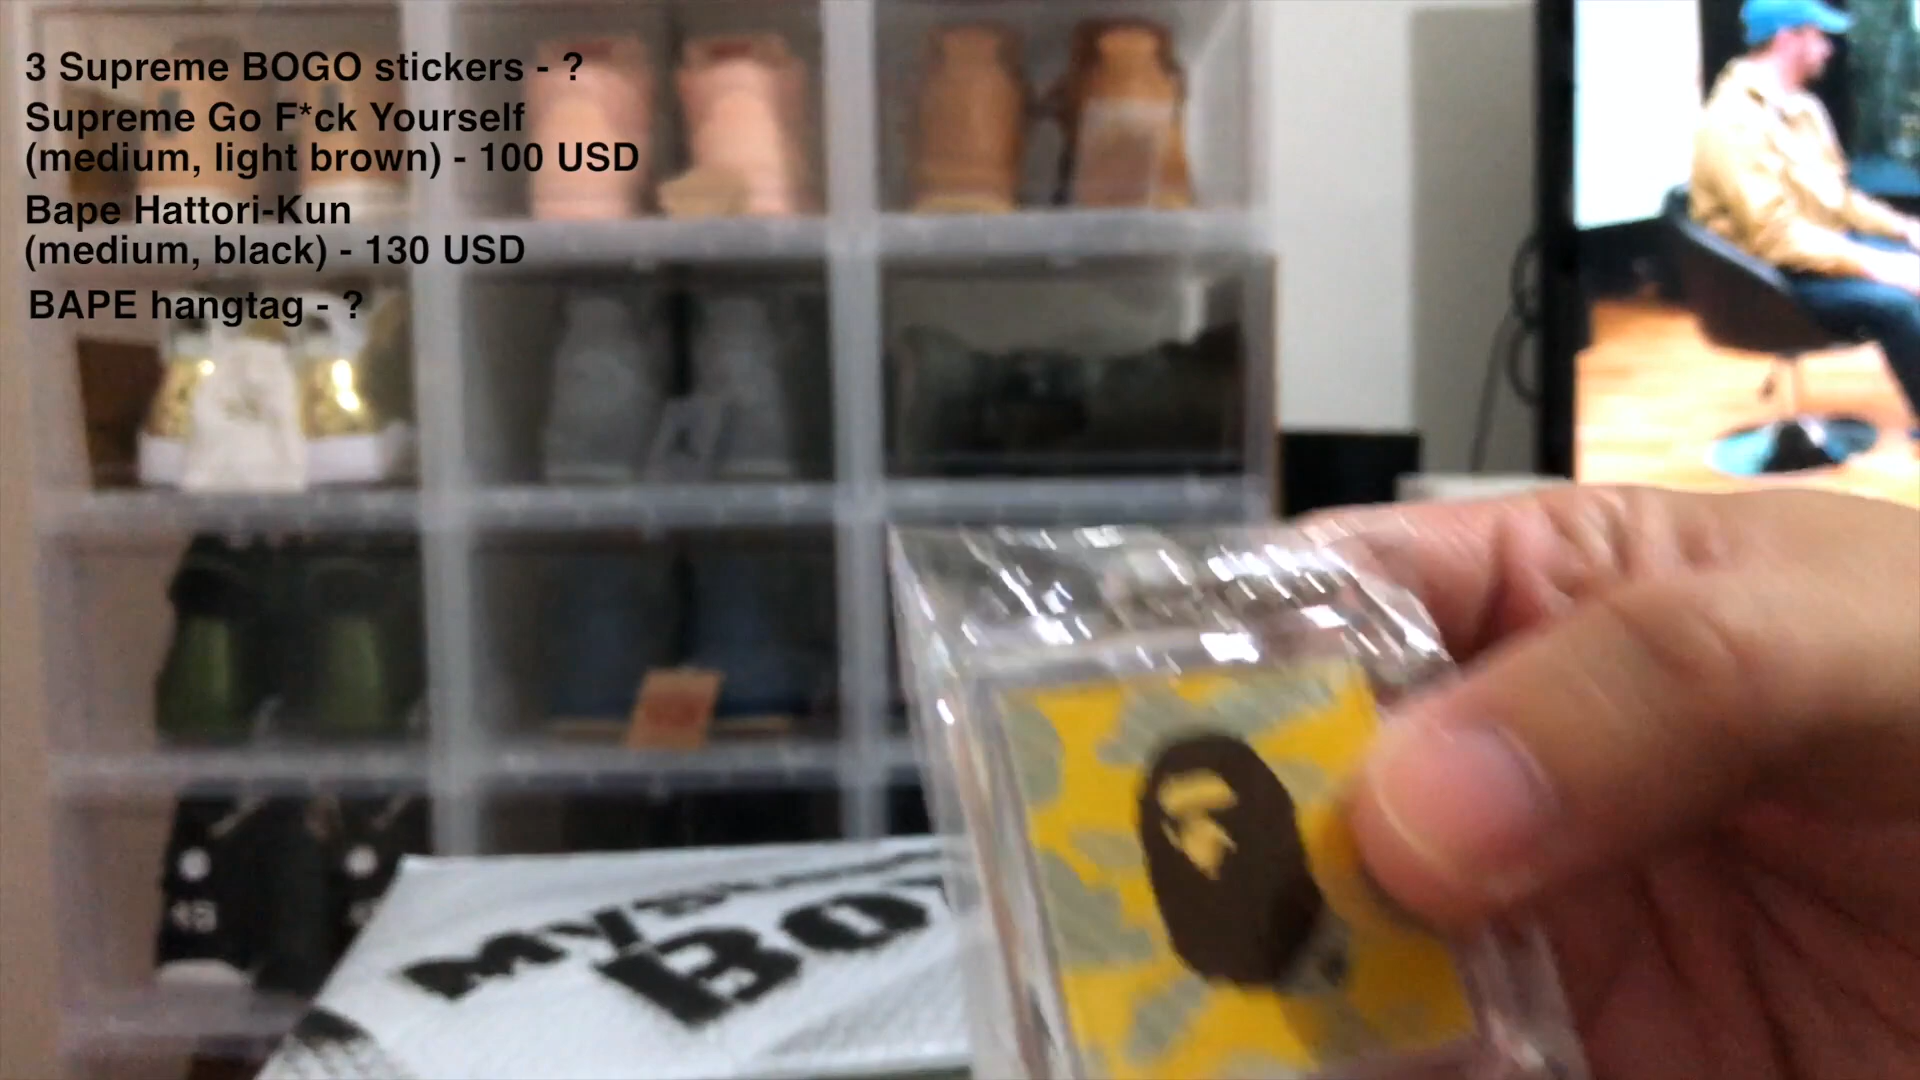 3 Supreme BOGO stickers - ?
Supreme Go F*ck Yourself
(medium, light brown) - 100 USD
Bape Hattori-Kun
(medium, black) - 130 USD
BAPE hangtag - ?